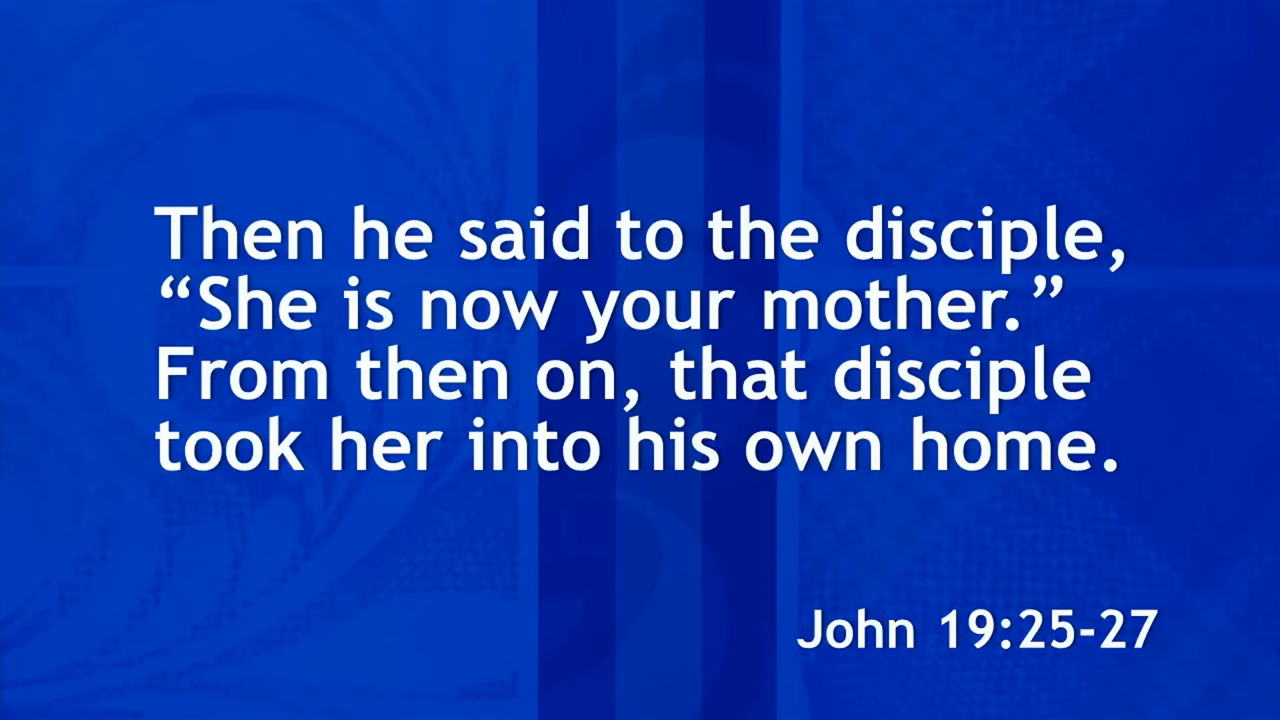 Then he said to the disciple,
“She is now your mother.”
From then on, that disciple
took her into his own home.
John 19:25-27